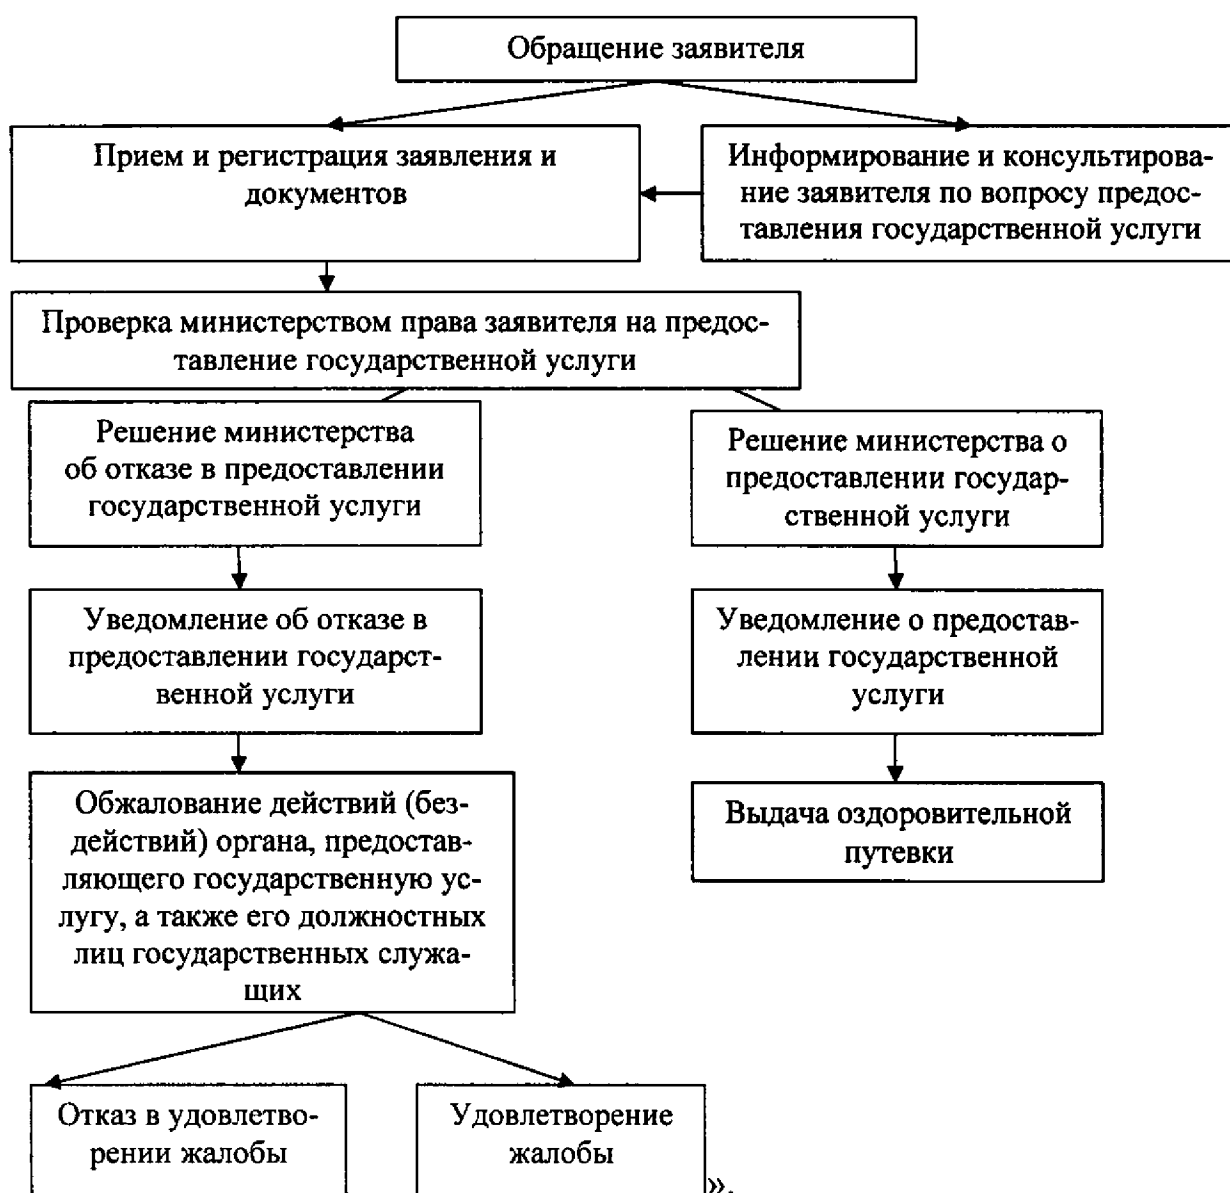 Обращение заявителя
Прием и регистрация заявления и
документов
Информирование и консультирова-
ние заявителя по вопросу предос-
тавления государственной услуги
Проверка министерством права заявителя на предос-
тавление государственной услуги
Решение министерства
об отказе в предоставлении
государственной услуги
Решение министерства о
предоставлении государ-
ственной услуги
Уведомление об отказе в
предоставлении государст-
венной услуги
Уведомление о предостав-
лении государственной
услуги
Обжалование действий (без-
действий) органа, предостав-
ляющего государственную ус-
лугу, а также его должностных
лиц государственных служа-
щих
Выдача оздоровительной
путевки
Отказ в удовлетво-
рении жалобы
Удовлетворение
жалобы
».